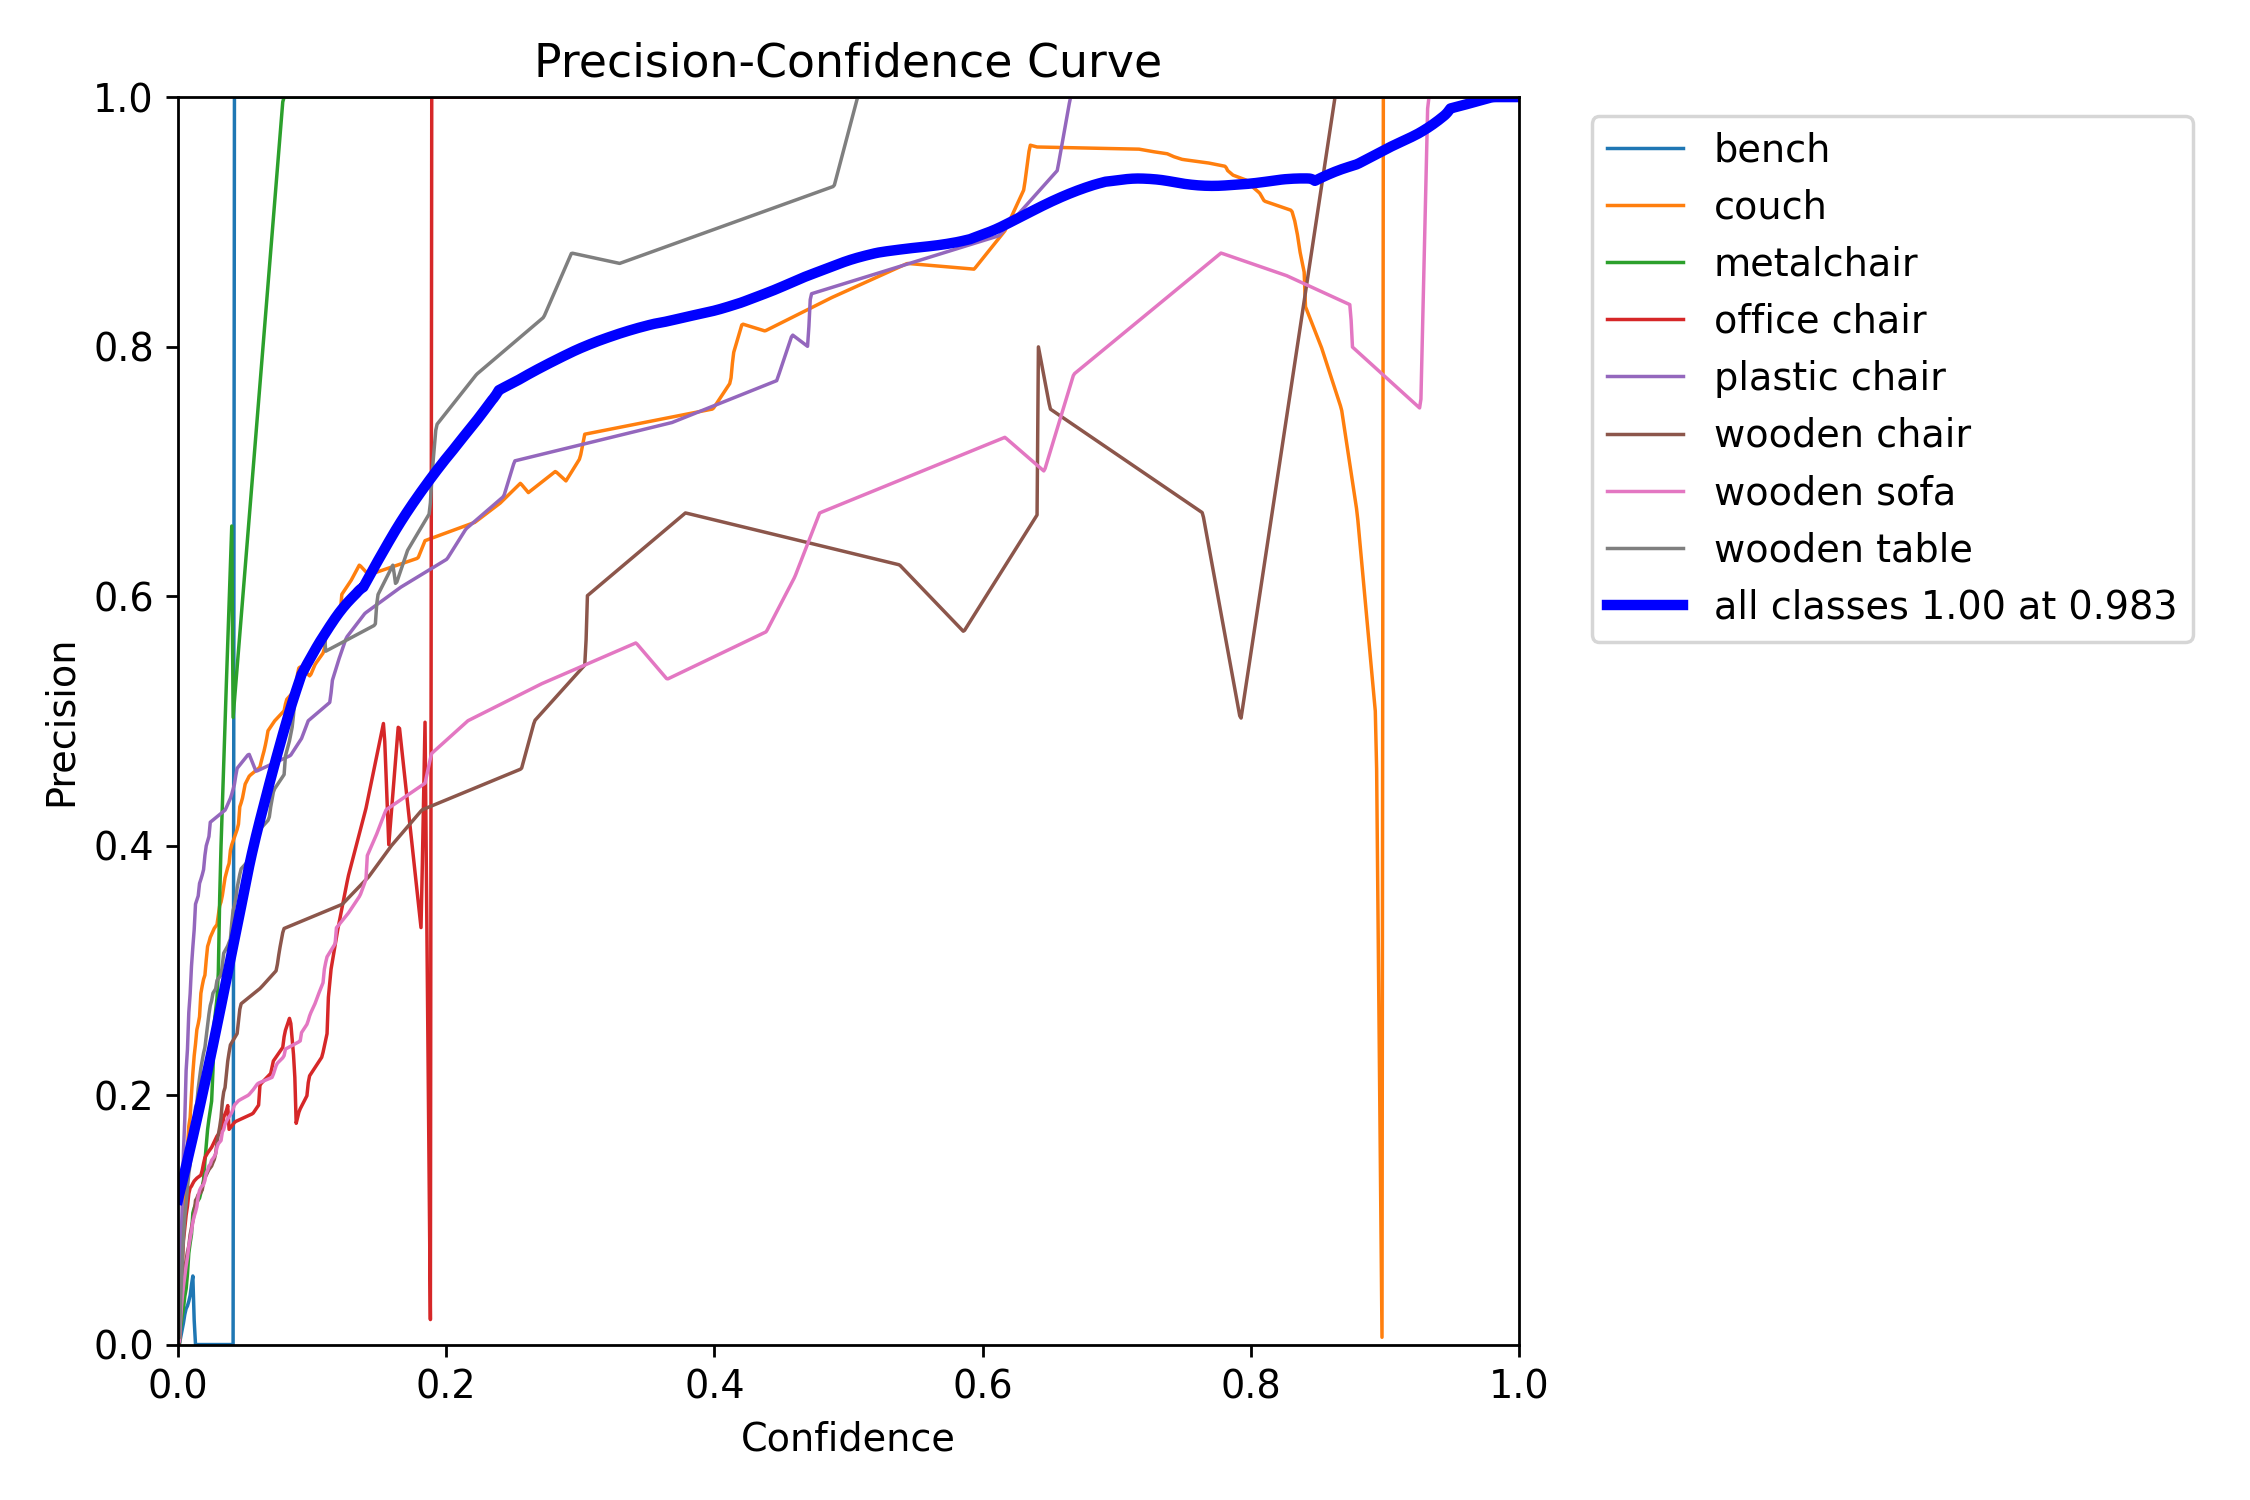 Precision-Confidence Curve
1.0
0.8
0.6
0.4
0.2
0.0
Precision
0.0 0.2 0.4 0.6 0.8 1.0
Confidence
bench
couch
metalchair
office chair
plastic chair
wooden chair
wooden sofa
wooden table
all classes 1.00 at 0.983